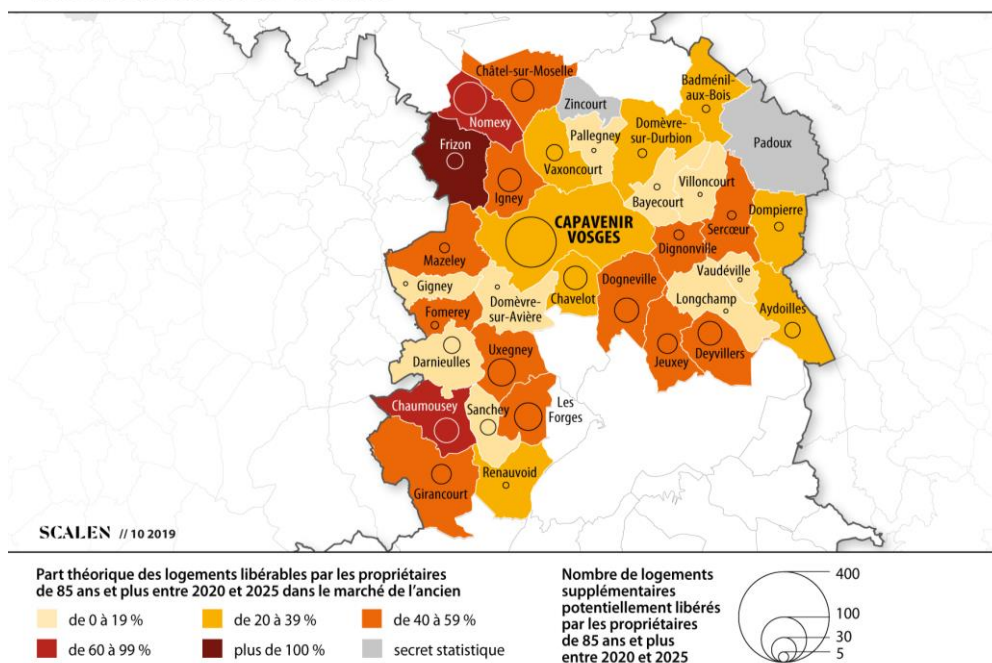 Châtel-sur-Moselle
Badménil-
aux-Bois
Zincourt
Nomexy
Pallegney
Domèvre-
sur-Durbion
Padoux
Frizon
Vaxoncourt
Igney
Villoncourt
Bayecourt
Dompierre
CAPAVENIR
VOSGES
Sercœur
Dignonville
Mazeley
Vaudéville
Gigney
Dogneville
Chavelot
Longchamp
Domèvre-
sur-Avière
Aydoilles
Fomerey
Uxegney
Jeuxey
Deyvillers
Darnieulles
Chaumousey
Sanchey
Les
Forges
Renauvoid
Girancourt
SCALEN // 10 2019
Part théorique des logements libérables par les propriétaires
de 85 ans et plus entre 2020 et 2025 dans le marché de l'ancien
de 0 à 19 %
de 20 à 39 %
de 40 à 59 %
de 60 à 99 %
plus de 100 %
secret statistique
Nombre de logements
supplémentaires
potentiellement libérés
par les propriétaires
de 85 ans et plus
entre 2020 et 2025
400
100
30
5